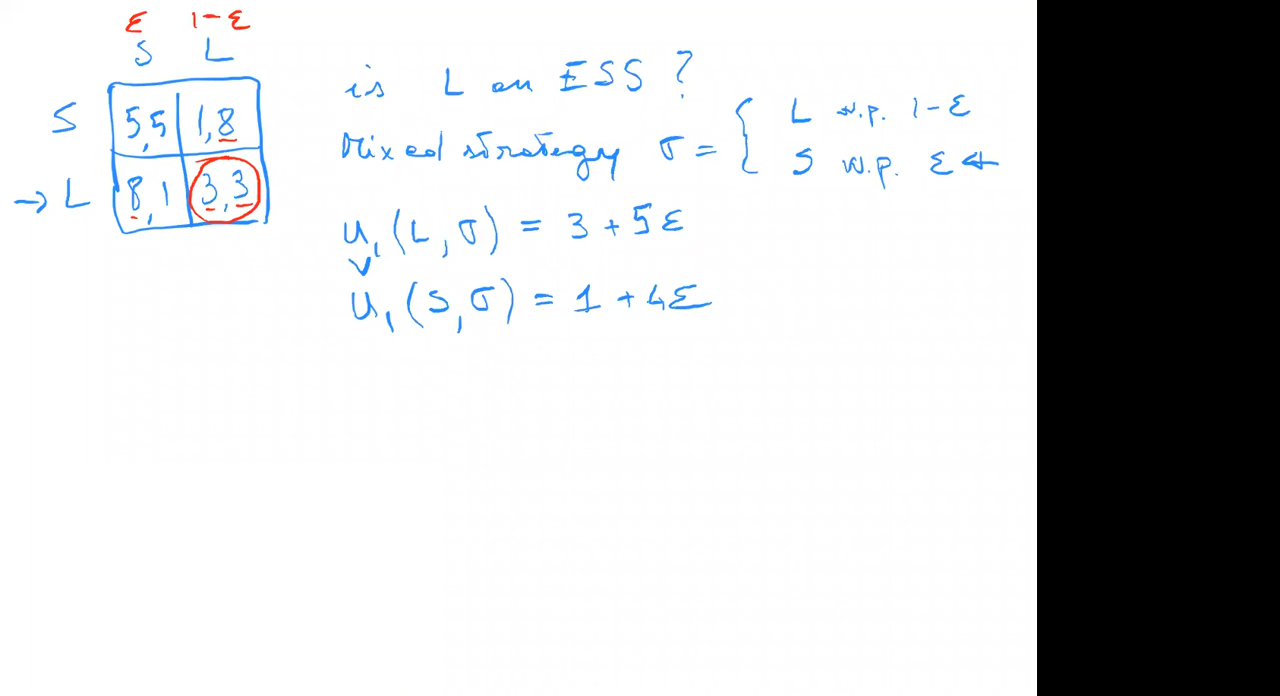 ε 1-ε
S L
S 5,5 1,8
→ L 8,1 3,3
is L an ESS ?
Mixed strategy σ = { L w.p. 1-ε
S w.p. ε ←
u₁(L,σ) = 3 + 5ε
∨
u₁(S,σ) = 1 + 4ε